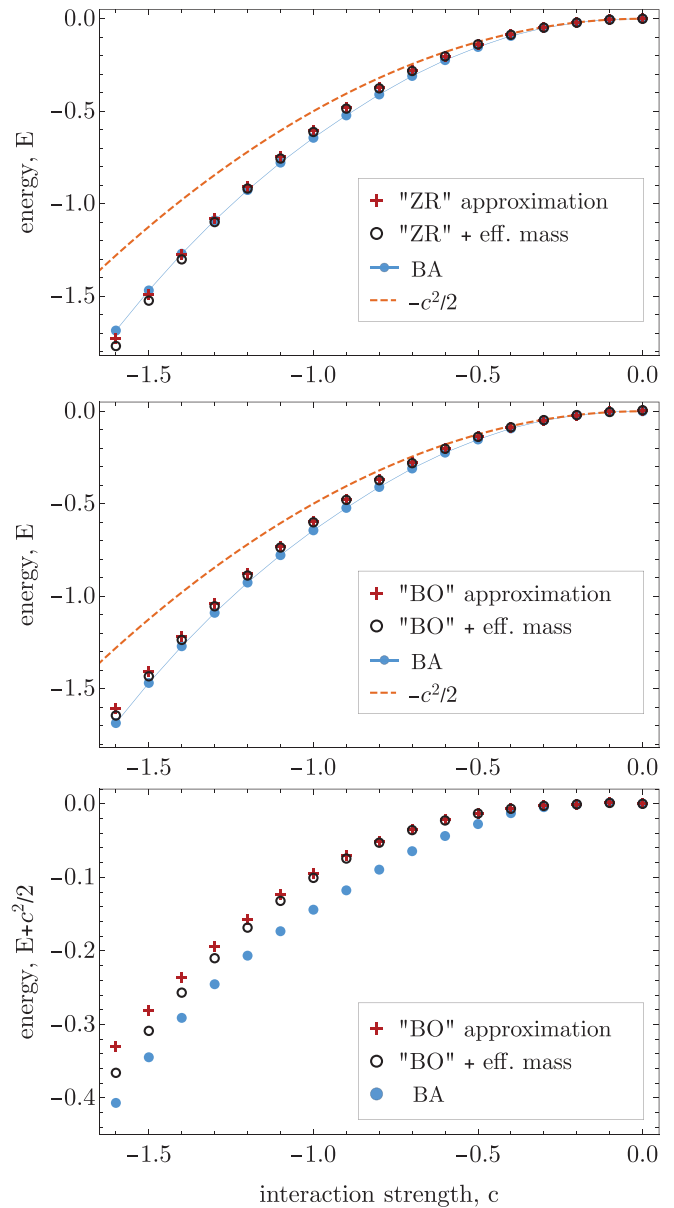 0.0
−0.5
−1.0
−1.5
energy, E
"ZR" approximation
"ZR" + eff. mass
BA
−c²/2
−1.5 −1.0 −0.5 0.0
0.0
−0.5
−1.0
−1.5
energy, E
"BO" approximation
"BO" + eff. mass
BA
−c²/2
−1.5 −1.0 −0.5 0.0
0.0
−0.1
−0.2
−0.3
−0.4
energy, E+c²/2
"BO" approximation
"BO" + eff. mass
BA
−1.5 −1.0 −0.5 0.0
interaction strength, c